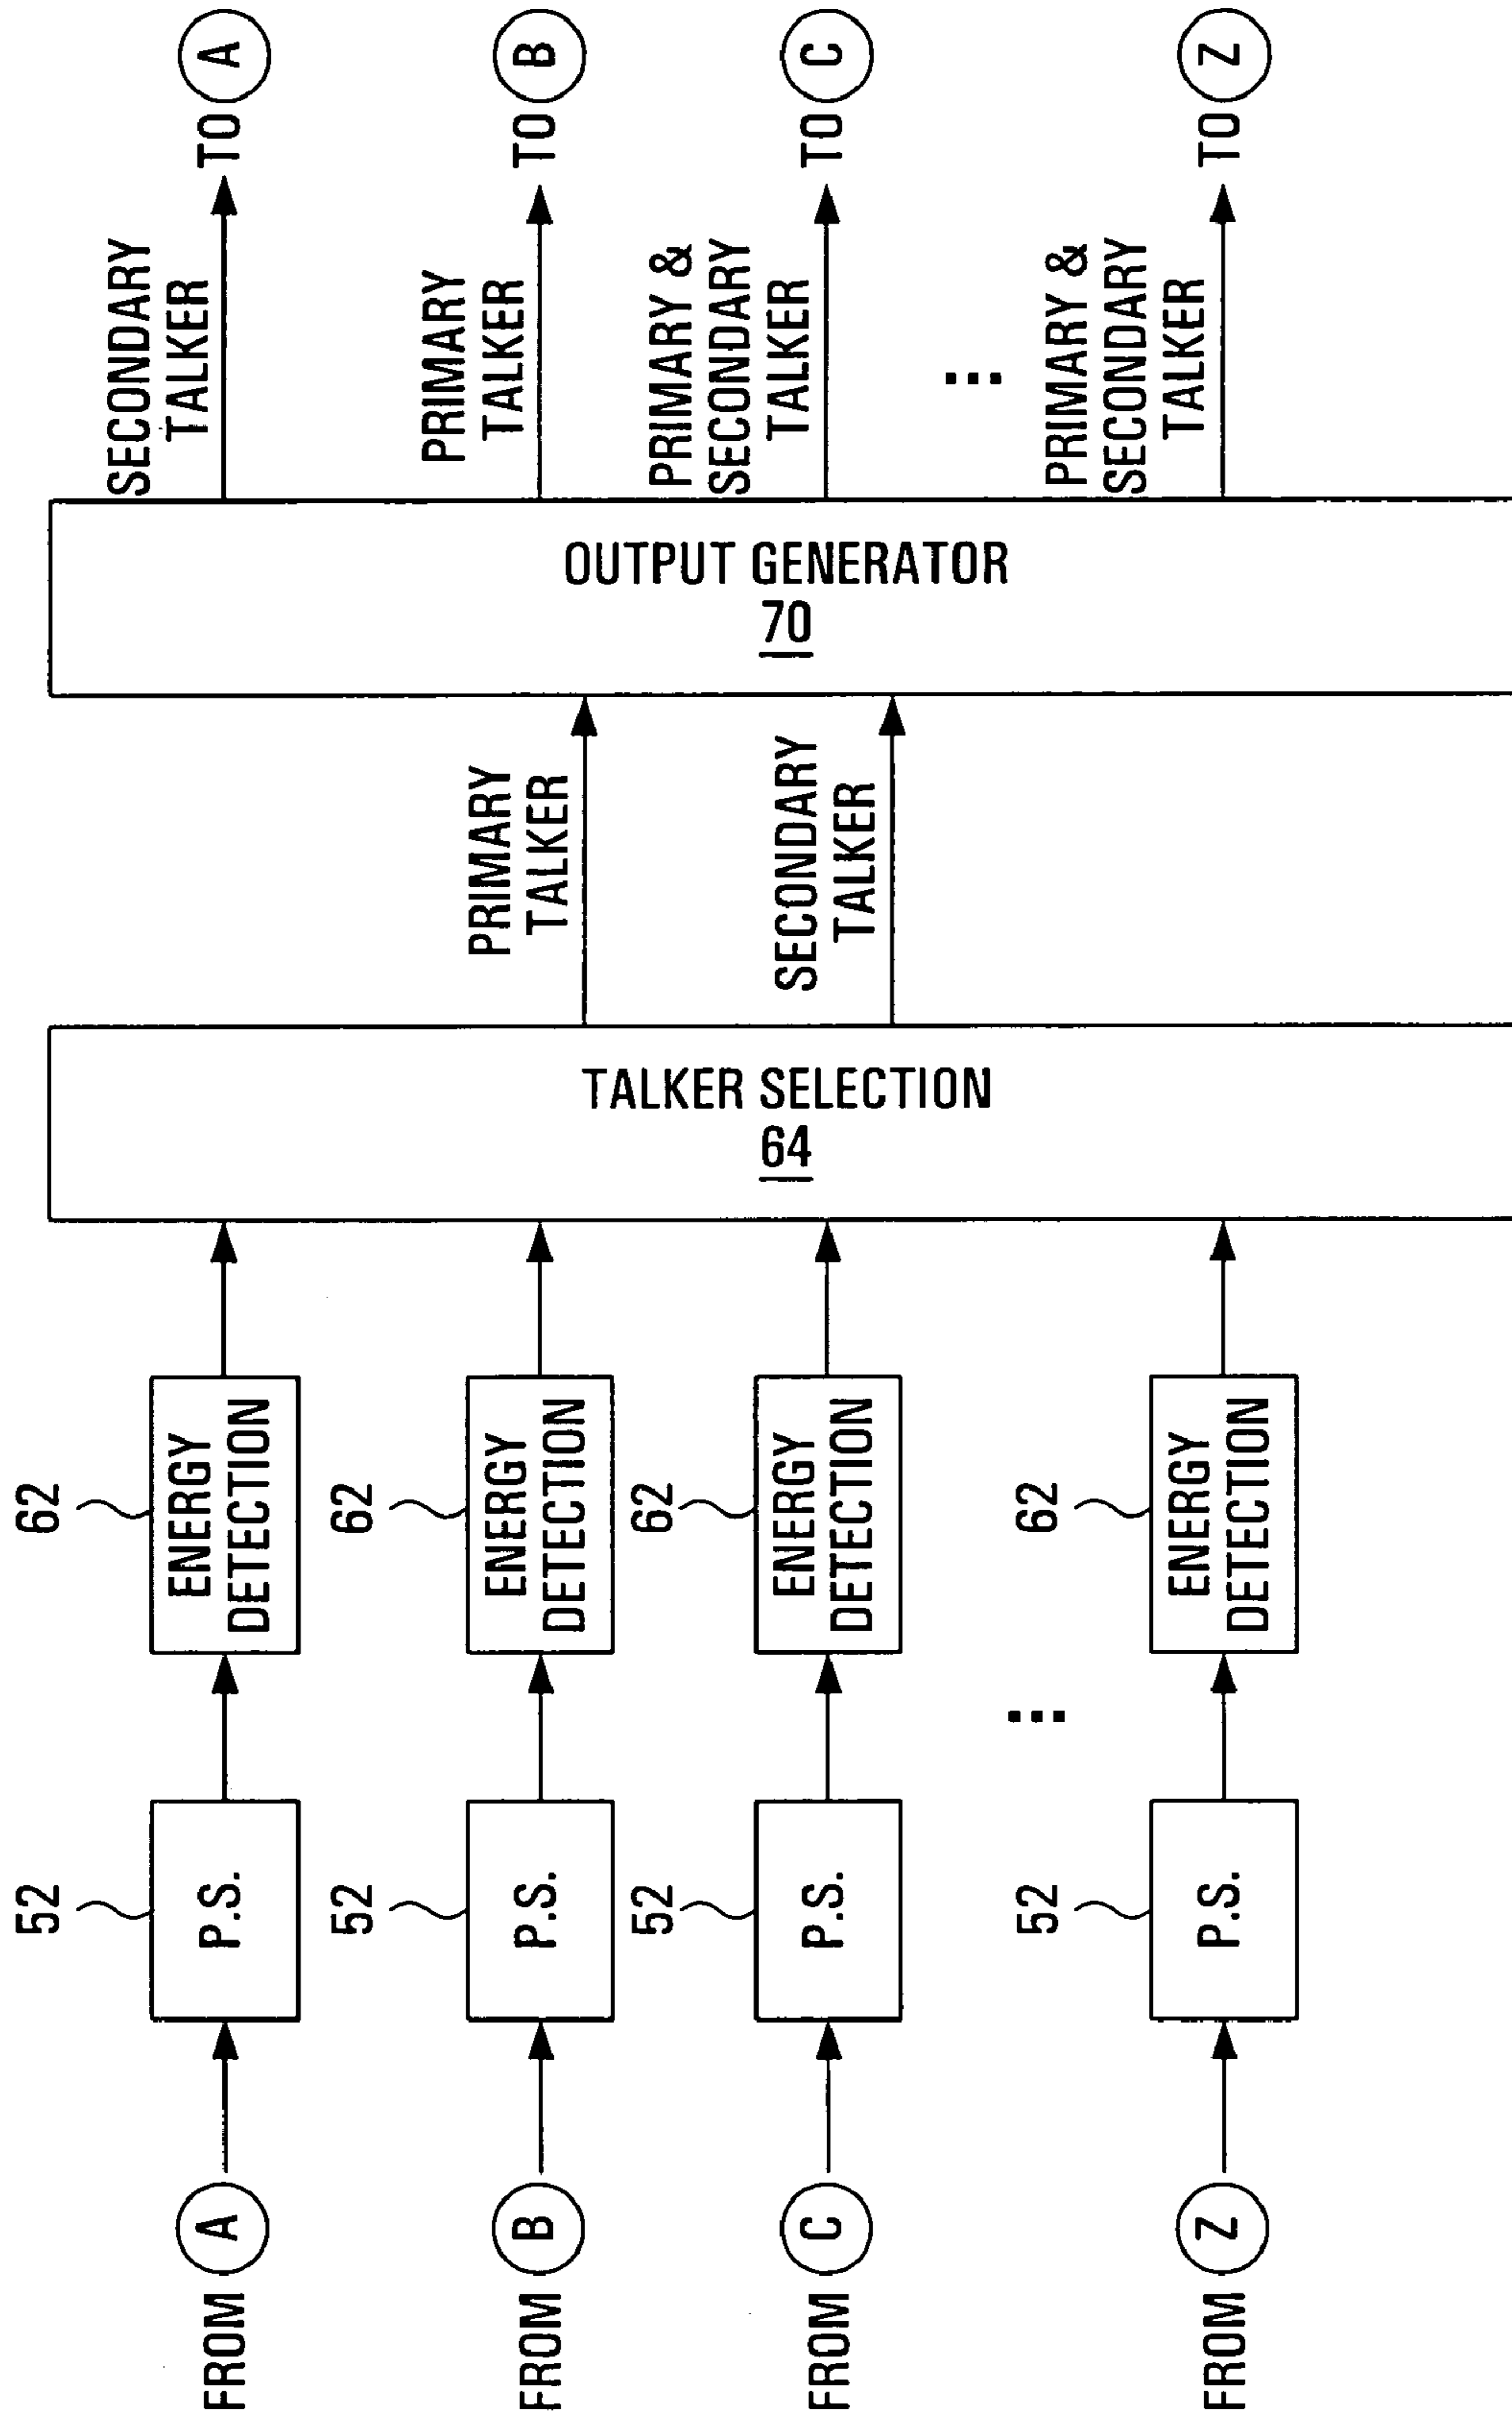 FROM A
52
P.S.
62
ENERGY
DETECTION
FROM B
52
P.S.
62
ENERGY
DETECTION
FROM C
52
P.S.
62
ENERGY
DETECTION
...
FROM Z
52
P.S.
62
ENERGY
DETECTION
TALKER SELECTION
64
PRIMARY
TALKER
SECONDARY
TALKER
OUTPUT GENERATOR
70
SECONDARY
TALKER
TO A
PRIMARY
TALKER
TO B
PRIMARY &
SECONDARY
TALKER
TO C
...
PRIMARY &
SECONDARY
TALKER
TO Z